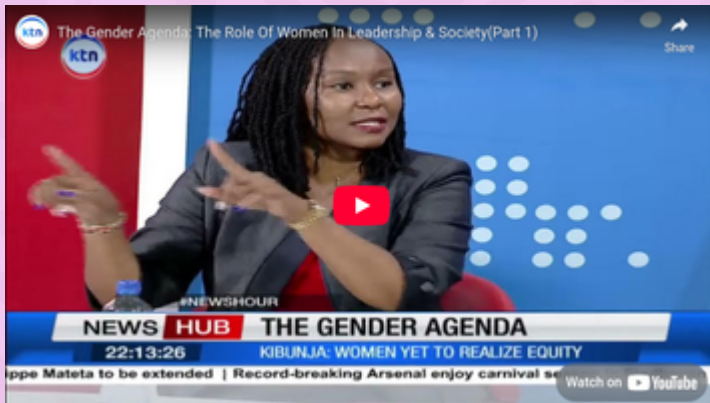 ktn
The Gender Agenda: The Role Of Women In Leadership & Society(Part 1)
Share
ktn
#NEWSHOUR
NEWS HUB THE GENDER AGENDA
22:13:26 KIBUNJA: WOMEN YET TO REALIZE EQUITY
ippe Mateta to be extended | Record-breaking Arsenal enjoy carnival se
Watch on YouTube